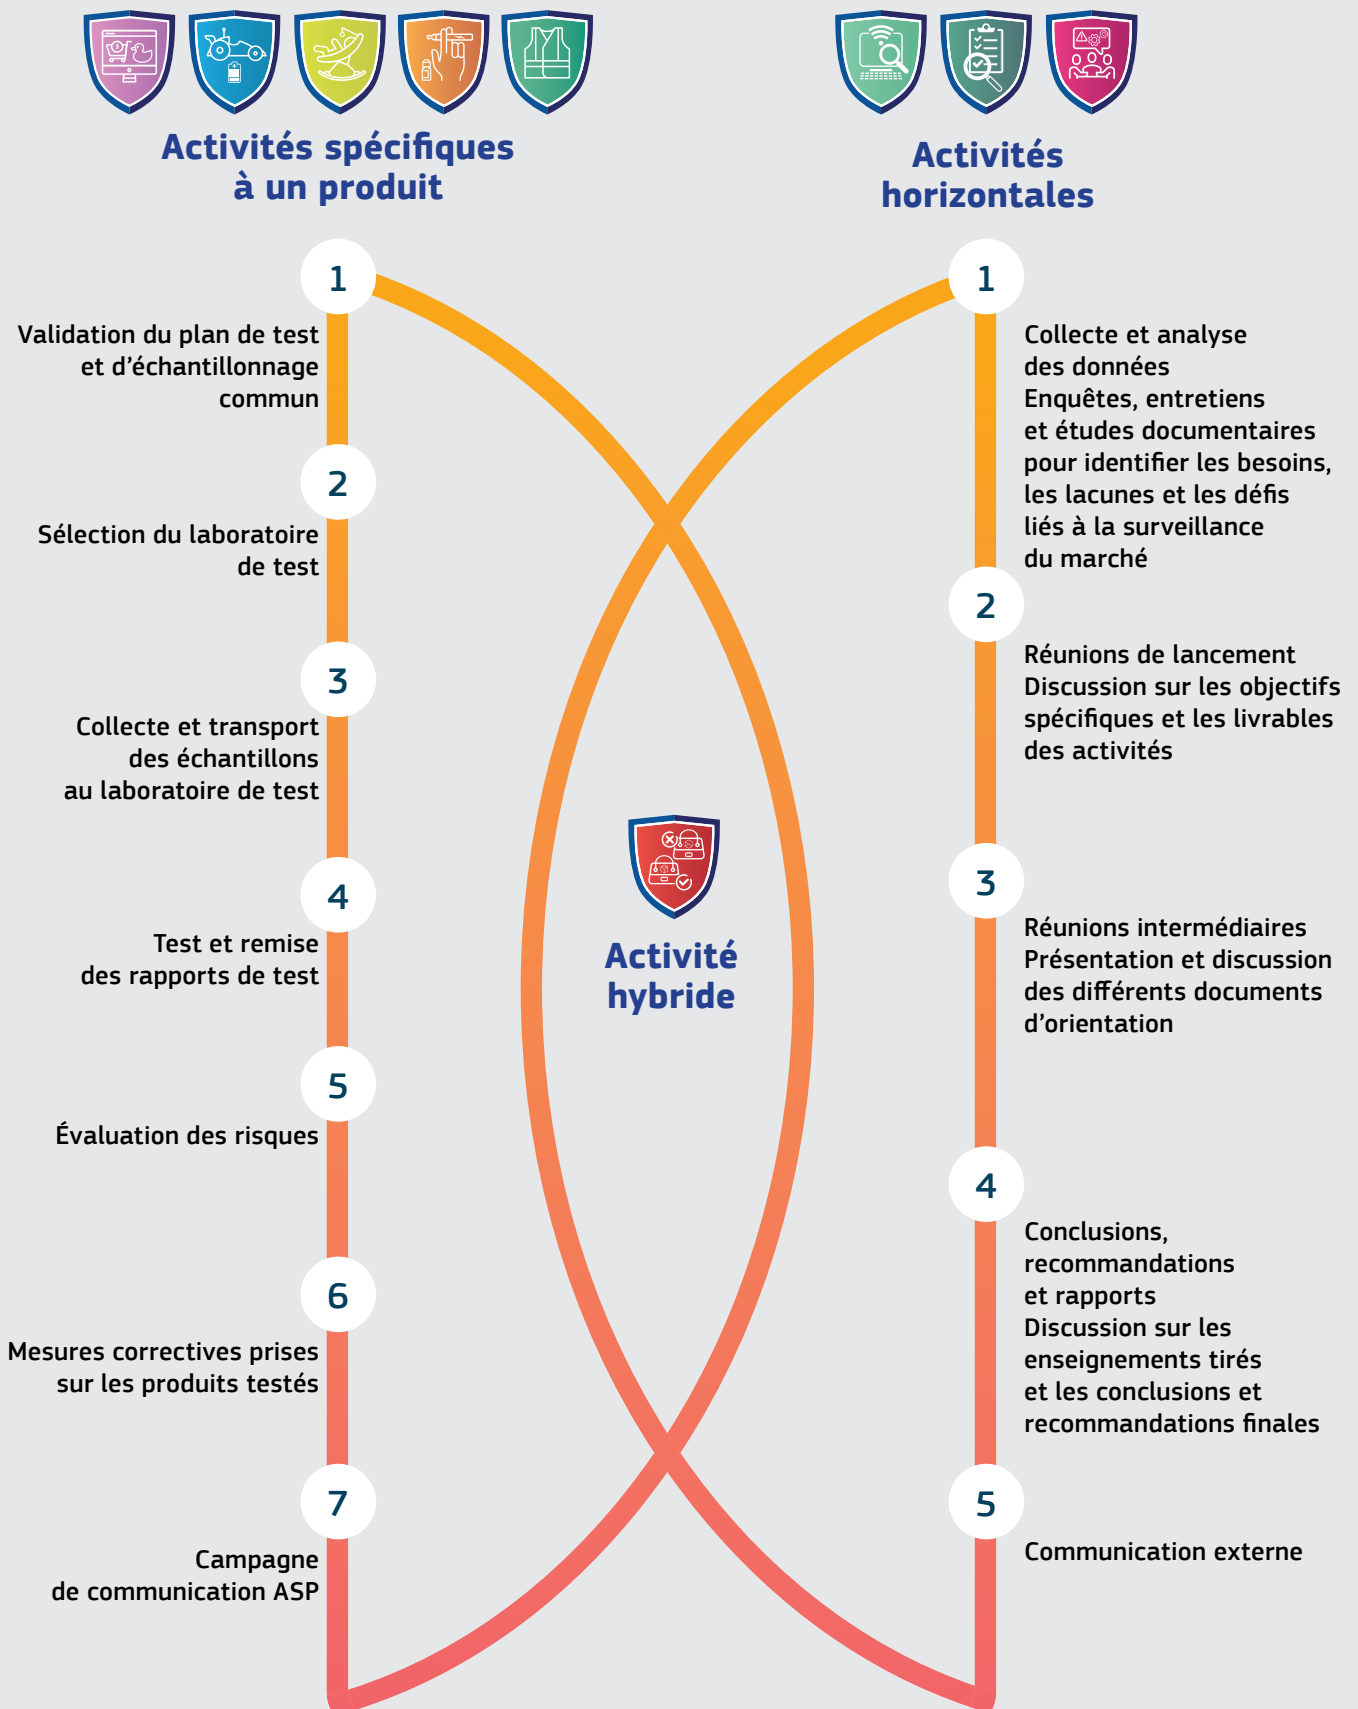 Activités spécifiques
à un produit
1
Validation du plan de test
et d’échantillonnage
commun
2
Sélection du laboratoire
de test
3
Collecte et transport
des échantillons
au laboratoire de test
4
Test et remise
des rapports de test
5
Évaluation des risques
6
Mesures correctives prises
sur les produits testés
7
Campagne
de communication ASP
Activité
hybride
Activités
horizontales
1
Collecte et analyse
des données
Enquêtes, entretiens
et études documentaires
pour identifier les besoins,
les lacunes et les défis
liés à la surveillance
du marché
2
Réunions de lancement
Discussion sur les objectifs
spécifiques et les livrables
des activités
3
Réunions intermédiaires
Présentation et discussion
des différents documents
d’orientation
4
Conclusions,
recommandations
et rapports
Discussion sur les
enseignements tirés
et les conclusions et
recommandations finales
5
Communication externe